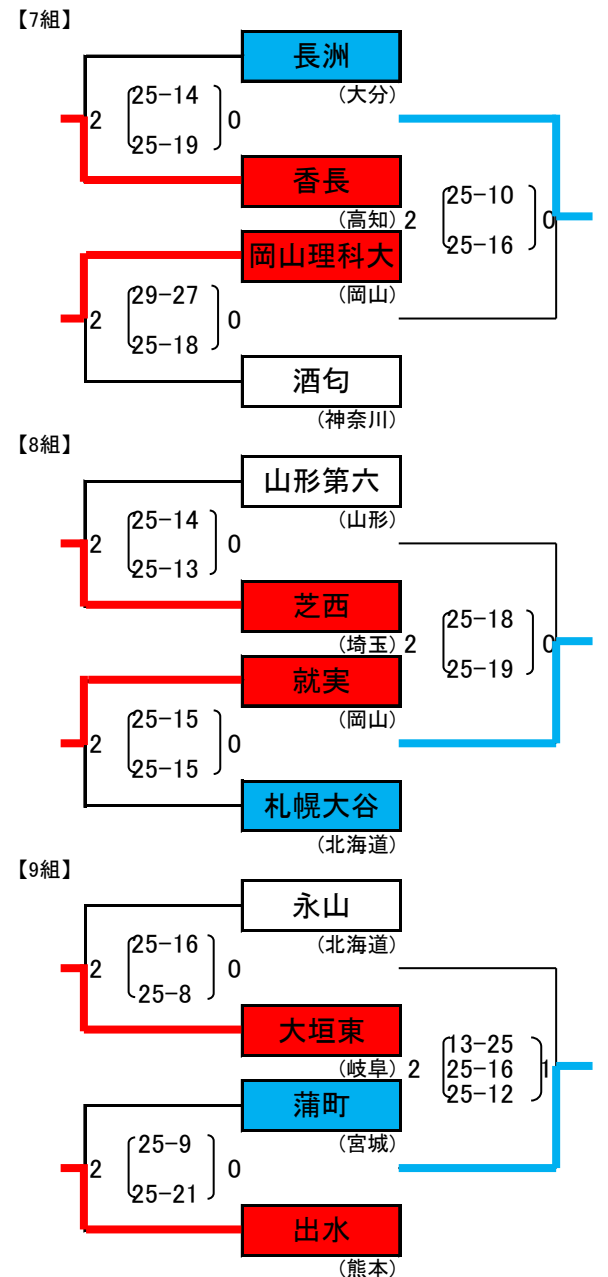 【7組】
長洲
(大分)
25-14
2 0
25-19
香長
(高知)
25-10
2 0
25-16
岡山理科大
(岡山)
29-27
2 0
25-18
酒匂
(神奈川)
【8組】
山形第六
(山形)
25-14
2 0
25-13
芝西
(埼玉)
25-18
2 0
25-19
就実
(岡山)
25-15
2 0
25-15
札幌大谷
(北海道)
【9組】
永山
(北海道)
25-16
2 0
25-8
大垣東
(岐阜)
13-25
2 25-16 1
25-12
蒲町
(宮城)
25-9
2 0
25-21
出水
(熊本)